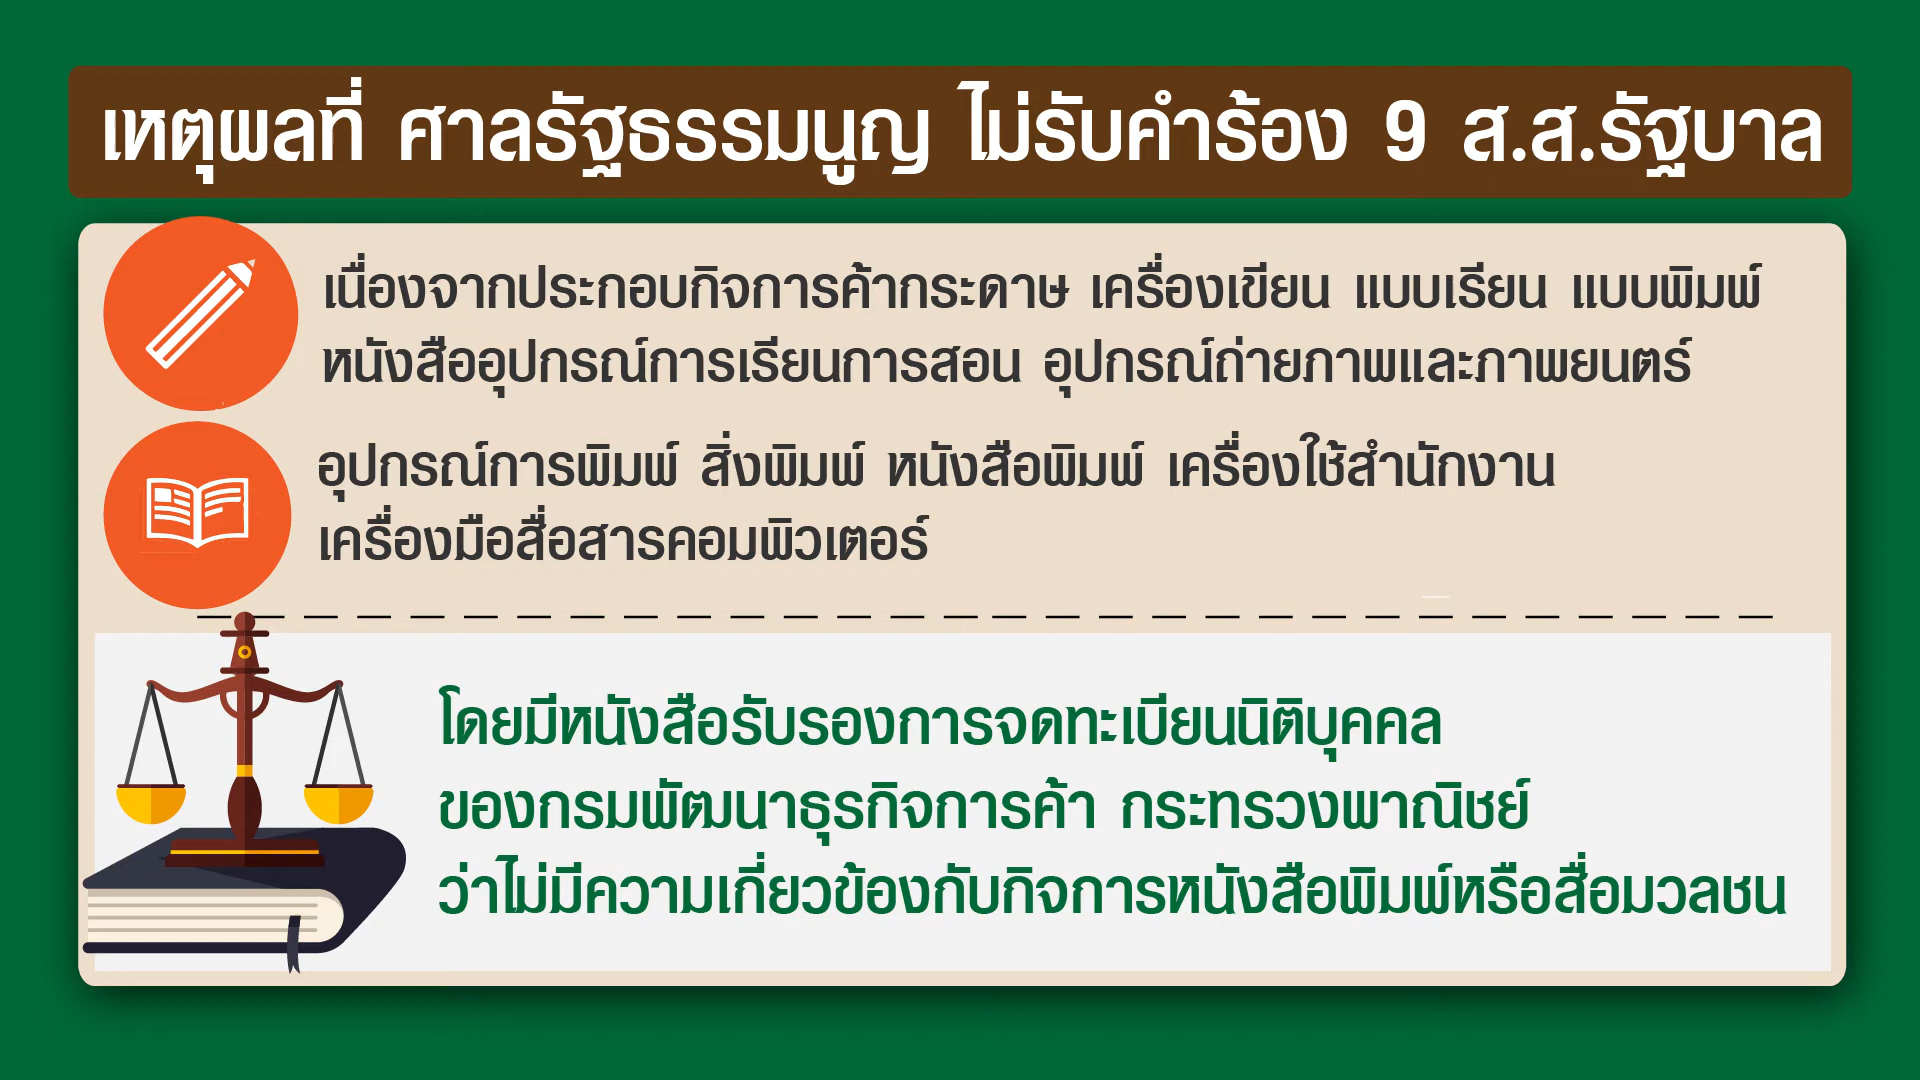 เหตุผลที่ ศาลรัฐธรรมนูญ ไม่รับคำร้อง 9 ส.ส.รัฐบาล
เนื่องจากประกอบกิจการค้ากระดาษ เครื่องเขียน แบบเรียน แบบพิมพ์
หนังสืออุปกรณ์การเรียนการสอน อุปกรณ์ถ่ายภาพและภาพยนตร์
อุปกรณ์การพิมพ์ สิ่งพิมพ์ หนังสือพิมพ์ เครื่องใช้สำนักงาน
เครื่องมือสื่อสารคอมพิวเตอร์
โดยมีหนังสือรับรองการจดทะเบียนนิติบุคคล
ของกรมพัฒนาธุรกิจการค้า กระทรวงพาณิชย์
ว่าไม่มีความเกี่ยวข้องกับกิจการหนังสือพิมพ์หรือสื่อมวลชน